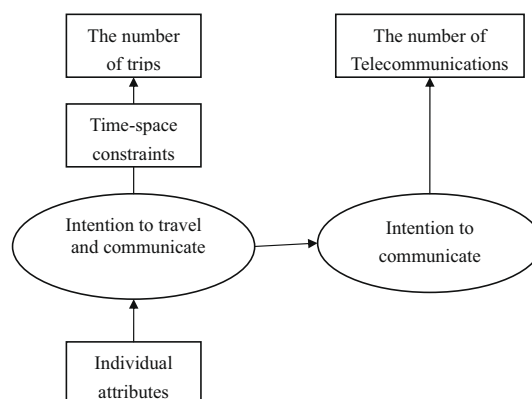 The number
of trips
The number of
Telecommunications
Time-space
constraints
Intention to travel
and communicate
Intention to
communicate
Individual
attributes